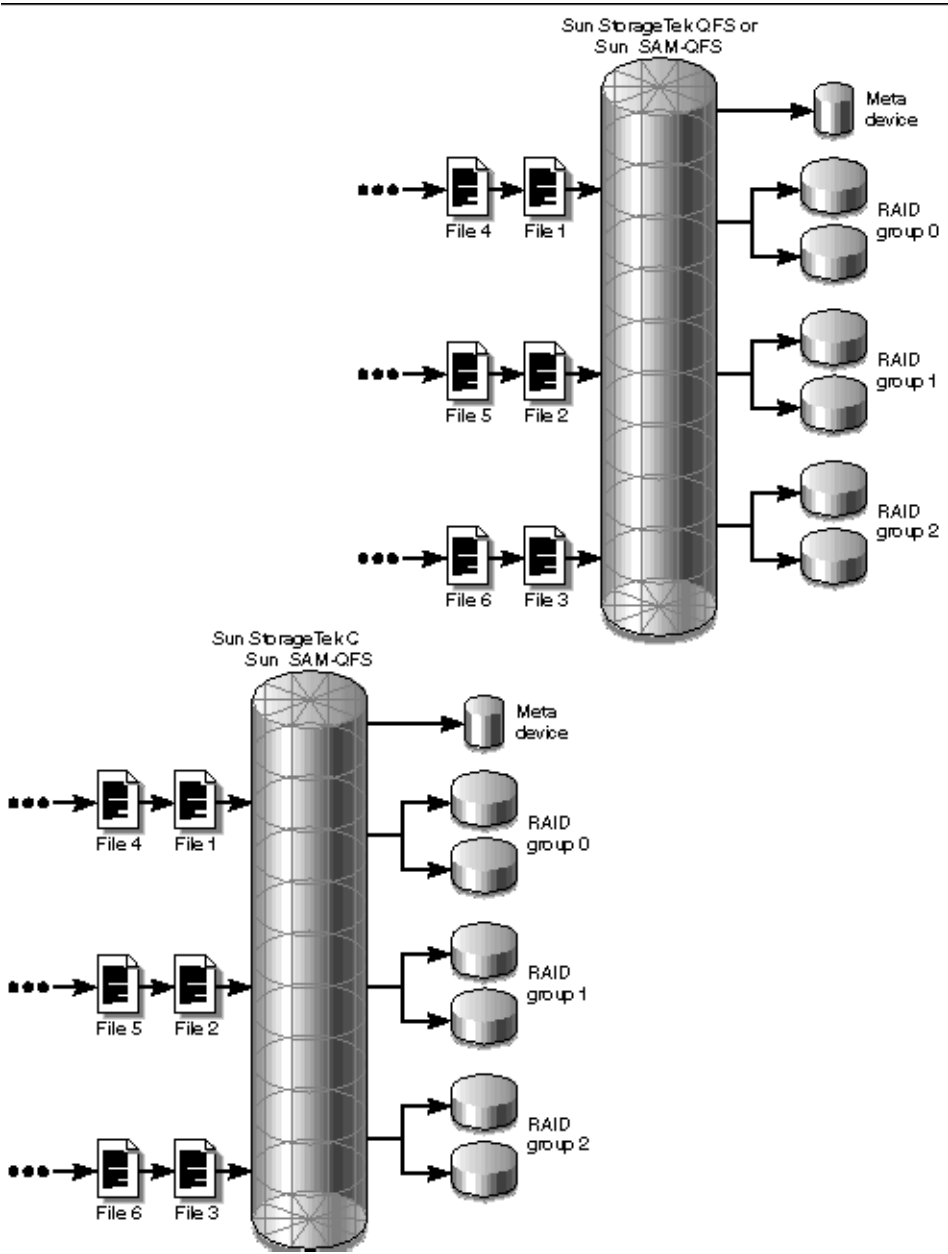 Sun StorageTek QFS or
Sun SAM-QFS
Meta
device
File 4
File 1
RAID
group 0
File 5
File 2
RAID
group 1
File 6
File 3
RAID
group 2
Sun StorageTek C
Sun SAM-QFS
Meta
device
File 4
File 1
RAID
group 0
File 5
File 2
RAID
group 1
File 6
File 3
RAID
group 2